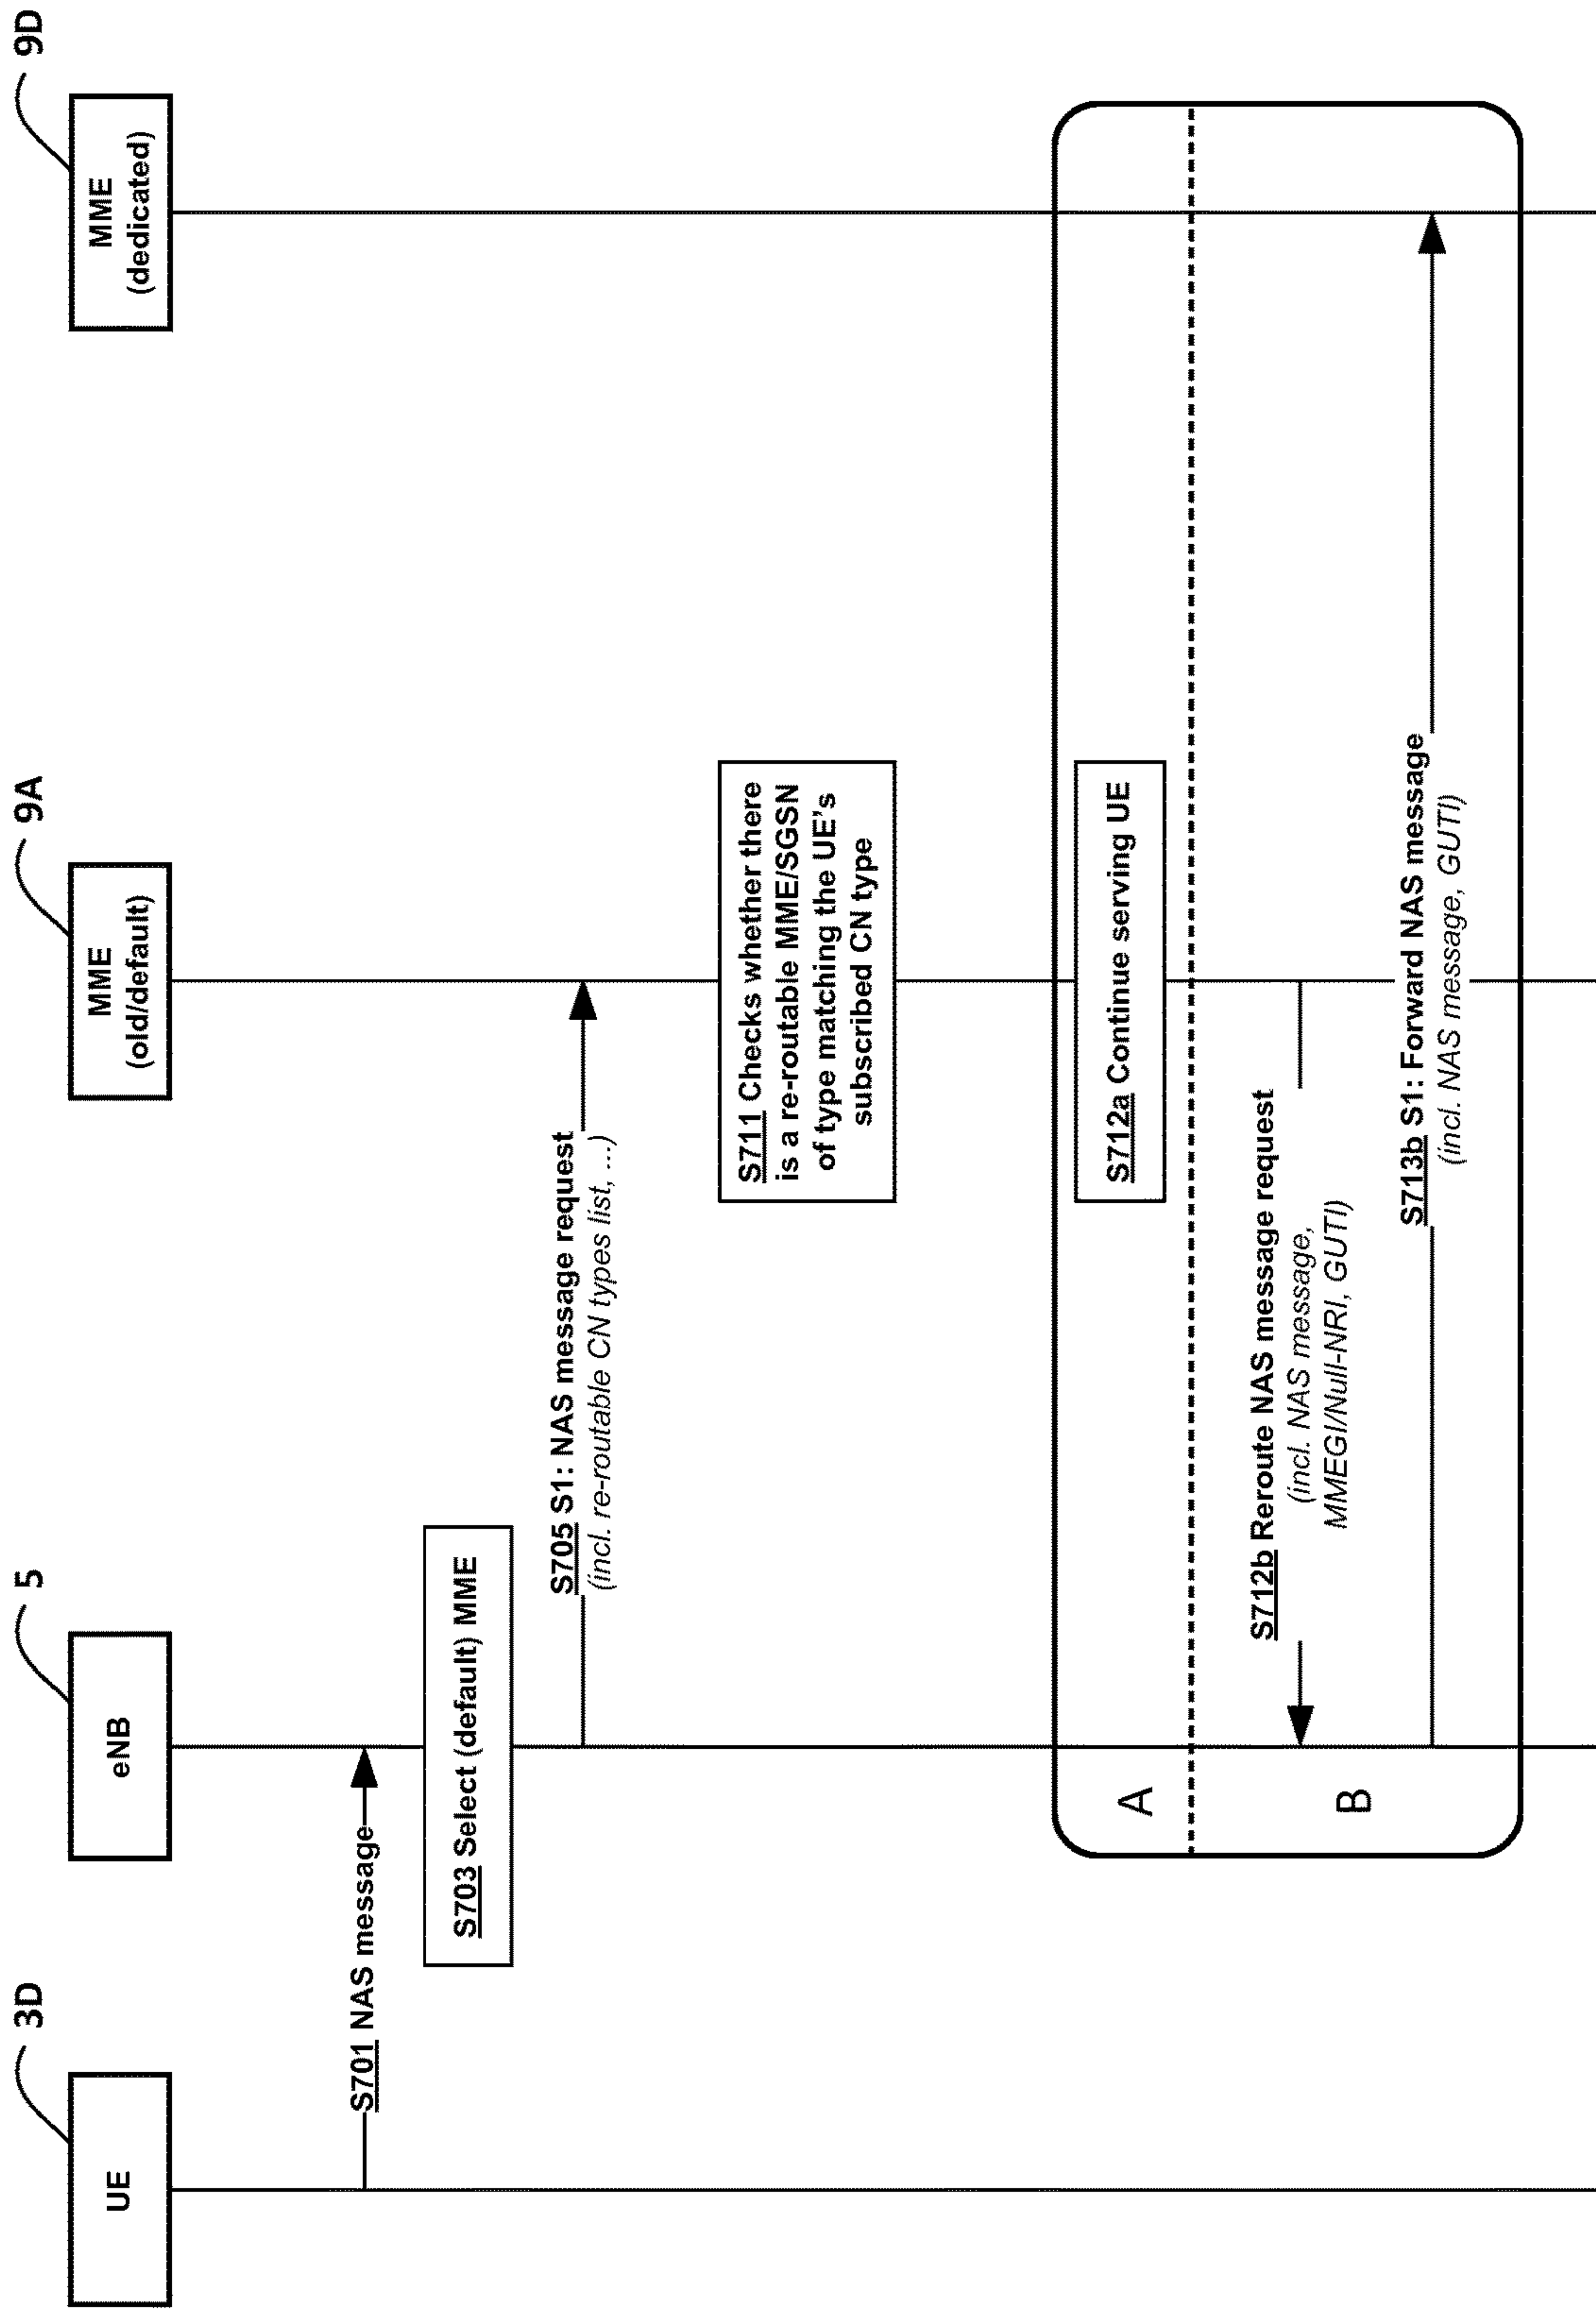 3D
5
9A
9D
UE
eNB
MME
(old/default)
MME
(dedicated)
S701 NAS message
S703 Select (default) MME
S705 S1: NAS message request
(incl. re-routable CN types list, ...)
S711 Checks whether there
is a re-routable MME/SGSN
of type matching the UE's
subscribed CN type
A
S712a Continue serving UE
B
S712b Reroute NAS message request
(incl. NAS message,
MMEGI/Null-NRI, GUTI)
S713b S1: Forward NAS message
(incl. NAS message, GUTI)